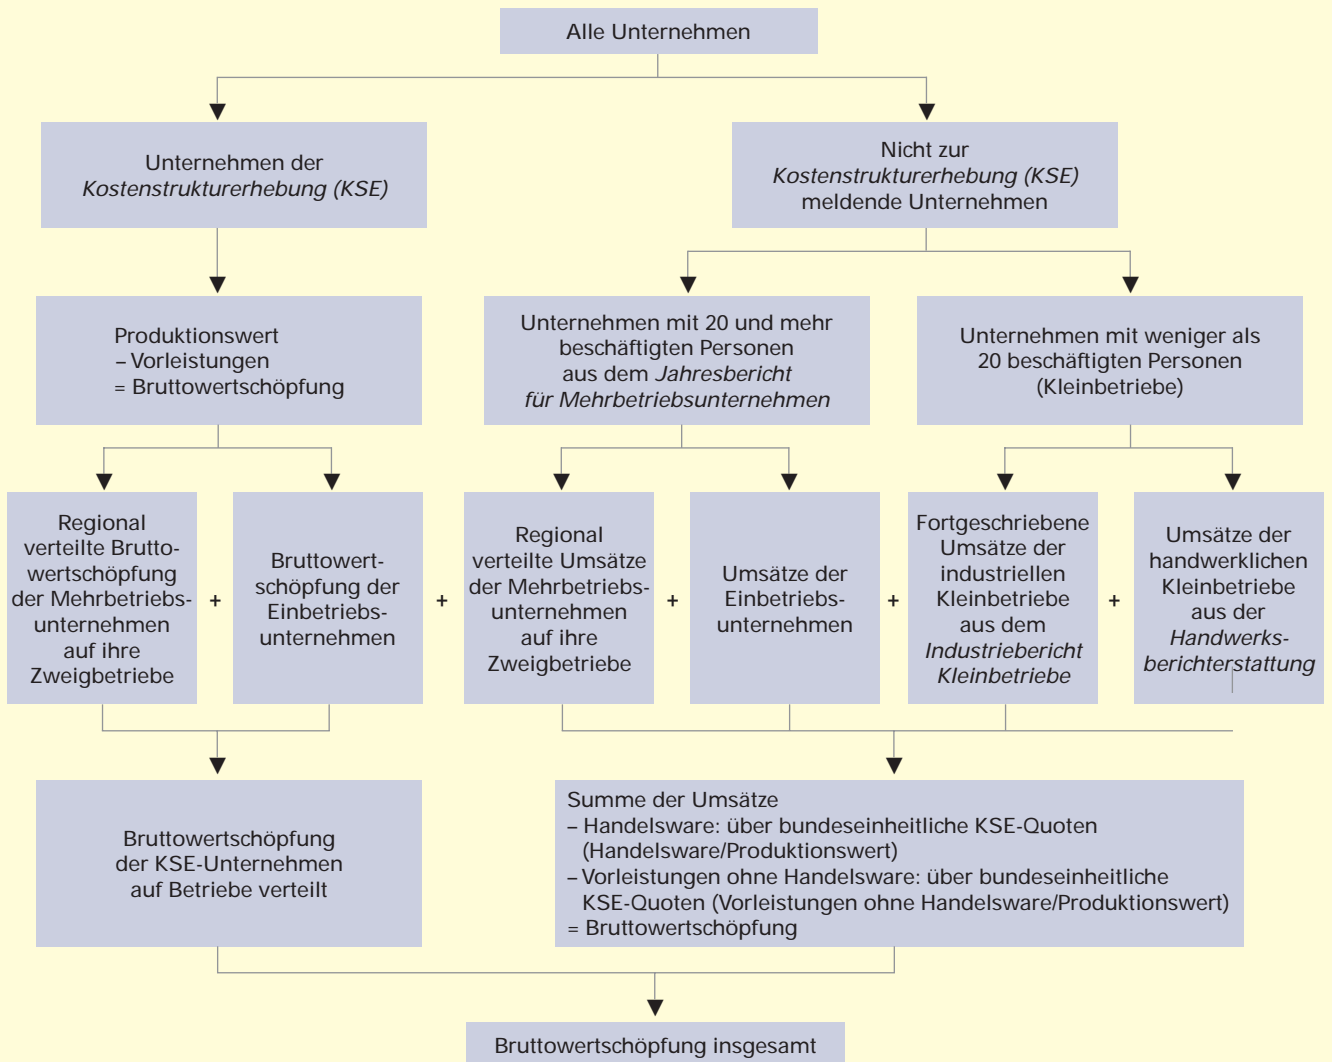 Alle Unternehmen
Unternehmen der
Kostenstrukturerhebung (KSE)
Nicht zur
Kostenstrukturerhebung (KSE)
meldende Unternehmen
Produktionswert
– Vorleistungen
= Bruttowertschöpfung
Unternehmen mit 20 und mehr
beschäftigten Personen
aus dem Jahresbericht
für Mehrbetriebsunternehmen
Unternehmen mit weniger als
20 beschäftigten Personen
(Kleinbetriebe)
Regional
verteilte Brutto-
wertschöpfung
der Mehrbetriebs-
unternehmen
auf ihre
Zweigbetriebe
+
Bruttowert-
schöpfung der
Einbetriebs-
unternehmen
+
Regional
verteilte Umsätze
der Mehrbetriebs-
unternehmen
auf ihre
Zweigbetriebe
+
Umsätze der
Einbetriebs-
unternehmen
+
Fortgeschriebene
Umsätze der
industriellen
Kleinbetriebe
aus dem
Industriebericht
Kleinbetriebe
+
Umsätze der
handwerklichen
Kleinbetriebe
aus der
Handwerks-
berichterstattung
Bruttowertschöpfung
der KSE-Unternehmen
auf Betriebe verteilt
Summe der Umsätze
– Handelsware: über bundeseinheitliche KSE-Quoten
(Handelsware/Produktionswert)
– Vorleistungen ohne Handelsware: über bundeseinheitliche
KSE-Quoten (Vorleistungen ohne Handelsware/Produktionswert)
= Bruttowertschöpfung
Bruttowertschöpfung insgesamt